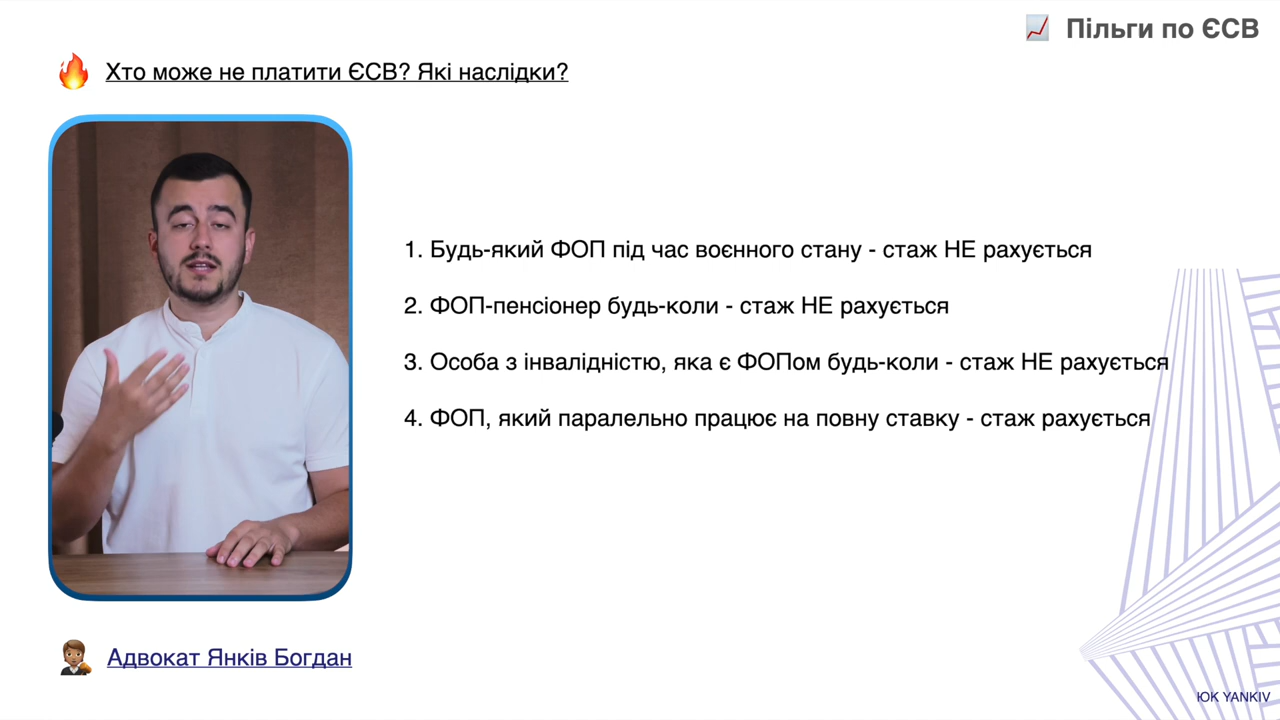 Пільги по ЄСВ
Хто може не платити ЄСВ? Які наслідки?
1. Будь-який ФОП під час воєнного стану - стаж НЕ рахується
2. ФОП-пенсіонер будь-коли - стаж НЕ рахується
3. Особа з інвалідністю, яка є ФОПом будь-коли - стаж НЕ рахується
4. ФОП, який паралельно працює на повну ставку - стаж рахується
Адвокат Янків Богдан
ЮК YANKIV